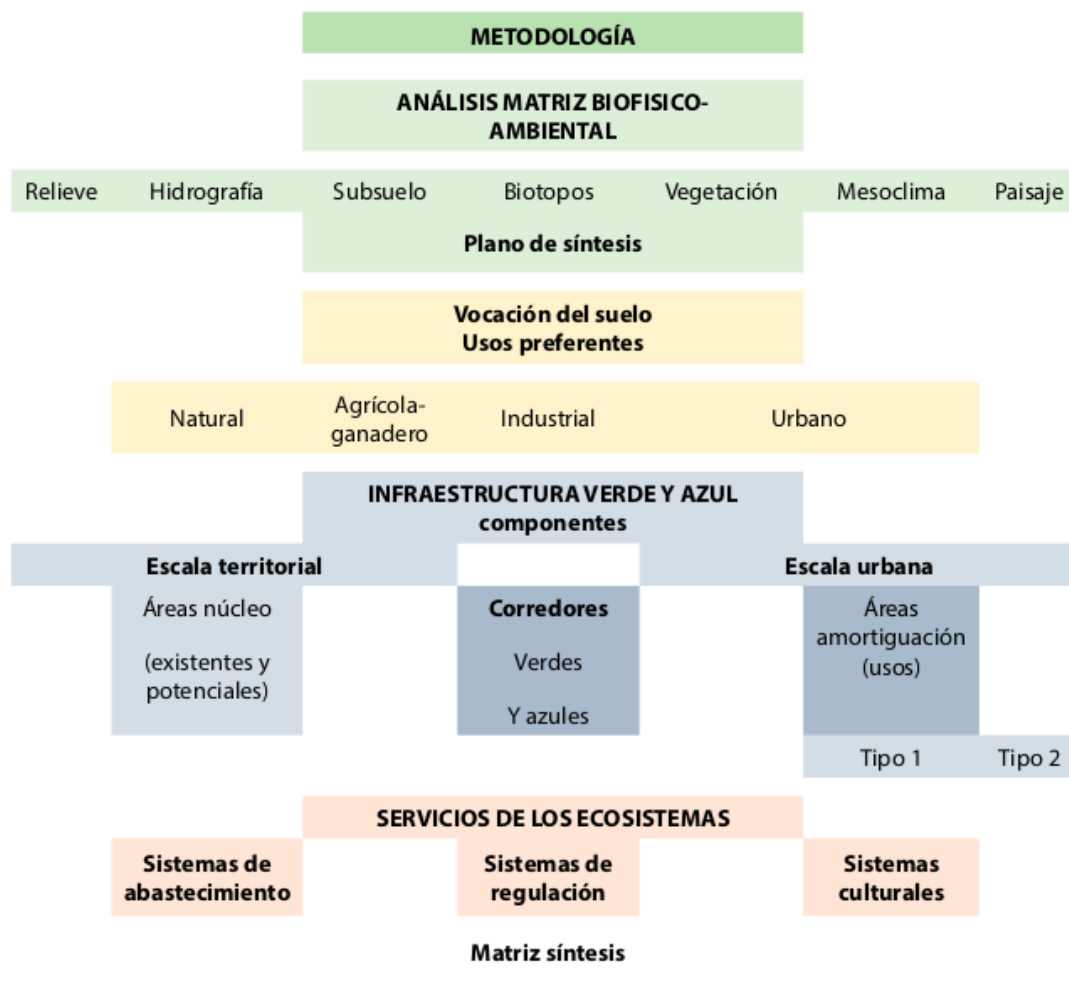 METODOLOGÍA
ANÁLISIS MATRIZ BIOFISICO-
AMBIENTAL
Relieve Hidrografía Subsuelo Biotopos Vegetación Mesoclima Paisaje
Plano de síntesis
Vocación del suelo
Usos preferentes
Natural
Agrícola-
ganadero
Industrial
Urbano
INFRAESTRUCTURA VERDE Y AZUL
componentes
Escala territorial
Escala urbana
Áreas núcleo
(existentes y
potenciales)
Corredores
Verdes
Y azules
Áreas
amortiguación
(usos)
Tipo 1 Tipo 2
SERVICIOS DE LOS ECOSISTEMAS
Sistemas de
abastecimiento
Sistemas de
regulación
Sistemas
culturales
Matriz síntesis